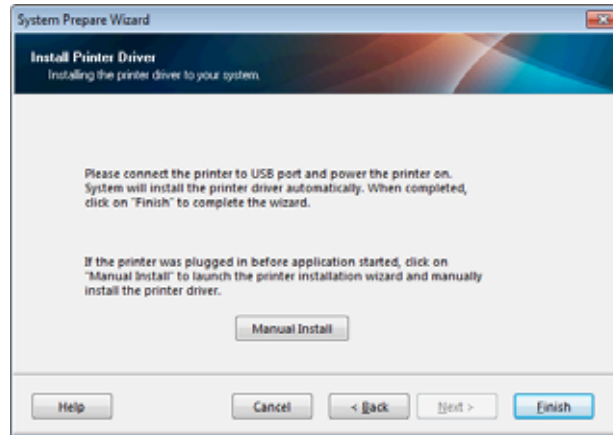 System Prepare Wizard
Install Printer Driver
Installing the printer driver to your system.
Please connect the printer to USB port and power the printer on.
System will install the printer driver automatically. When completed,
click on "Finish" to complete the wizard.
If the printer was plugged in before application started, click on
"Manual Install" to launch the printer installation wizard and manually
install the printer driver.
Manual Install
Help
Cancel
< Back
Next >
Finish